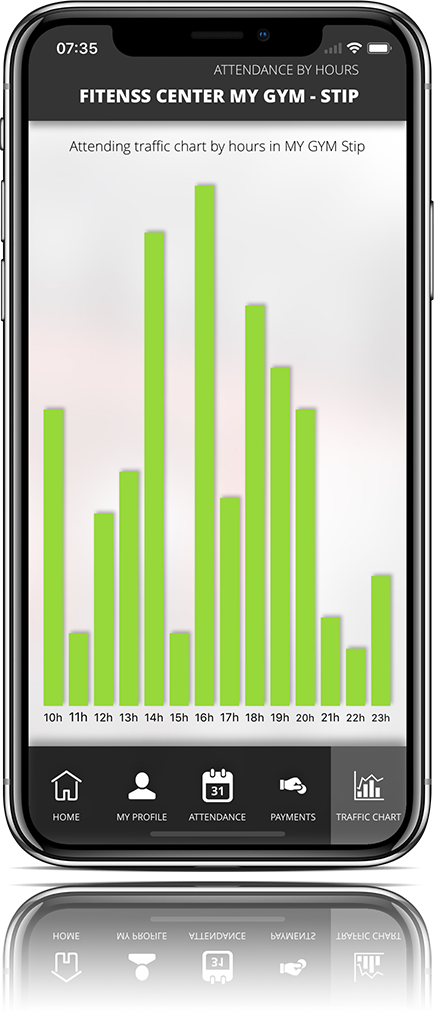 07:35
ATTENDANCE BY HOURS
FITENSS CENTER MY GYM - STIP
Attending traffic chart by hours in MY GYM Stip
10h 11h 12h 13h 14h 15h 16h 17h 18h 19h 20h 21h 22h 23h
31
HOME MY PROFILE ATTENDANCE PAYMENTS TRAFFIC CHART